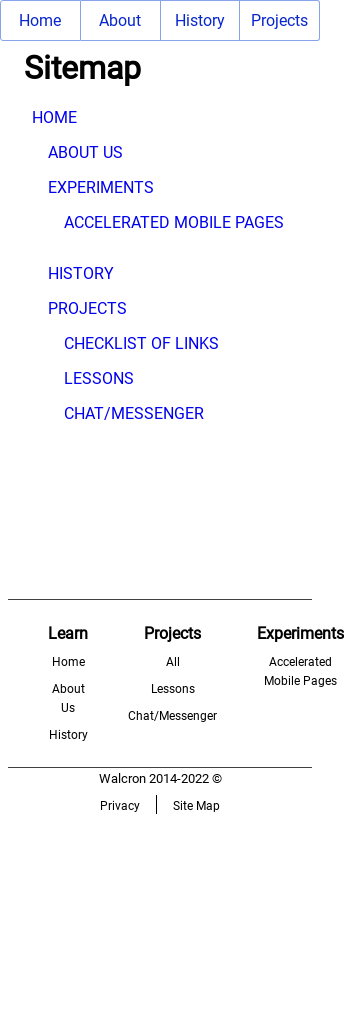 Home About History Projects
Sitemap
HOME
ABOUT US
EXPERIMENTS
ACCELERATED MOBILE PAGES
HISTORY
PROJECTS
CHECKLIST OF LINKS
LESSONS
CHAT/MESSENGER
Learn
Home
About
Us
History
Projects
All
Lessons
Chat/Messenger
Experiments
Accelerated
Mobile Pages
Walcron 2014-2022 ©
Privacy Site Map